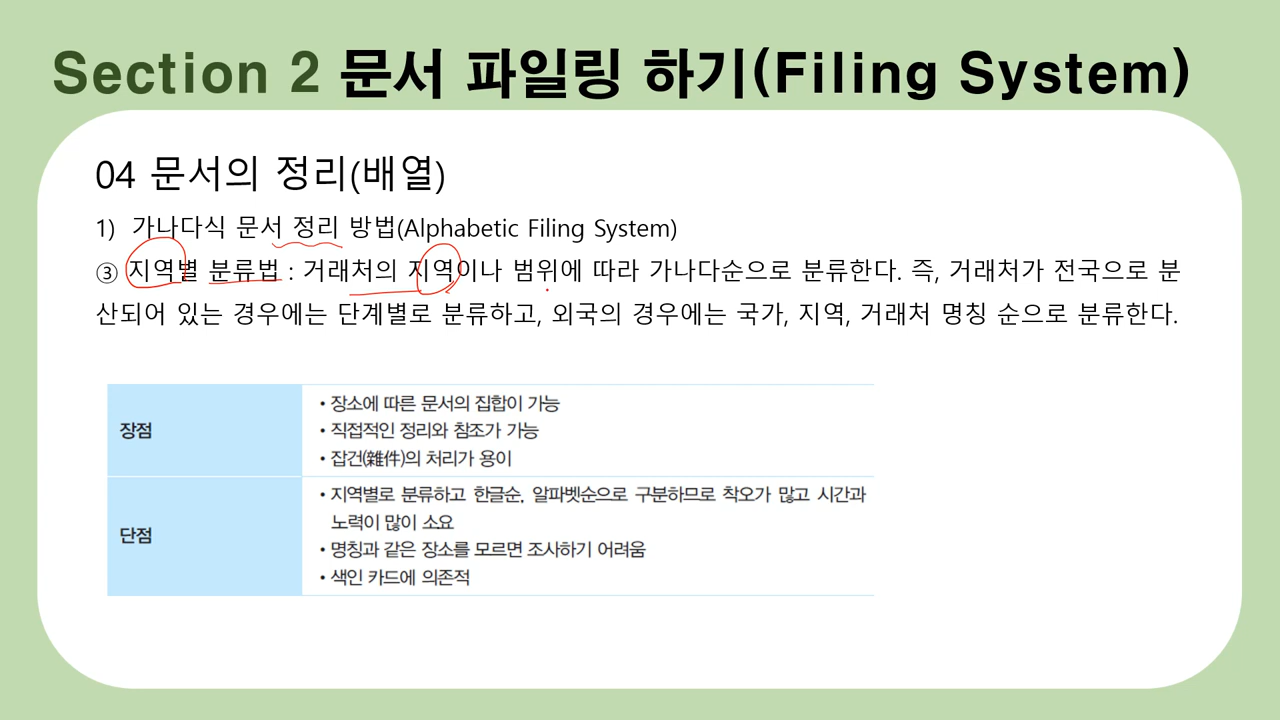 Section 2 문서 파일링 하기(Filing System)
04 문서의 정리(배열)
1) 가나다식 문서 정리 방법(Alphabetic Filing System)
③ 지역별 분류법 : 거래처의 지역이나 범위에 따라 가나다순으로 분류한다. 즉, 거래처가 전국으로 분
산되어 있는 경우에는 단계별로 분류하고, 외국의 경우에는 국가, 지역, 거래처 명칭 순으로 분류한다.
장점
• 장소에 따른 문서의 집합이 가능
• 직접적인 정리와 참조가 가능
• 잡건(雜件)의 처리가 용이
단점
• 지역별로 분류하고 한글순, 알파벳순으로 구분하므로 착오가 많고 시간과
노력이 많이 소요
• 명칭과 같은 장소를 모르면 조사하기 어려움
• 색인 카드에 의존적